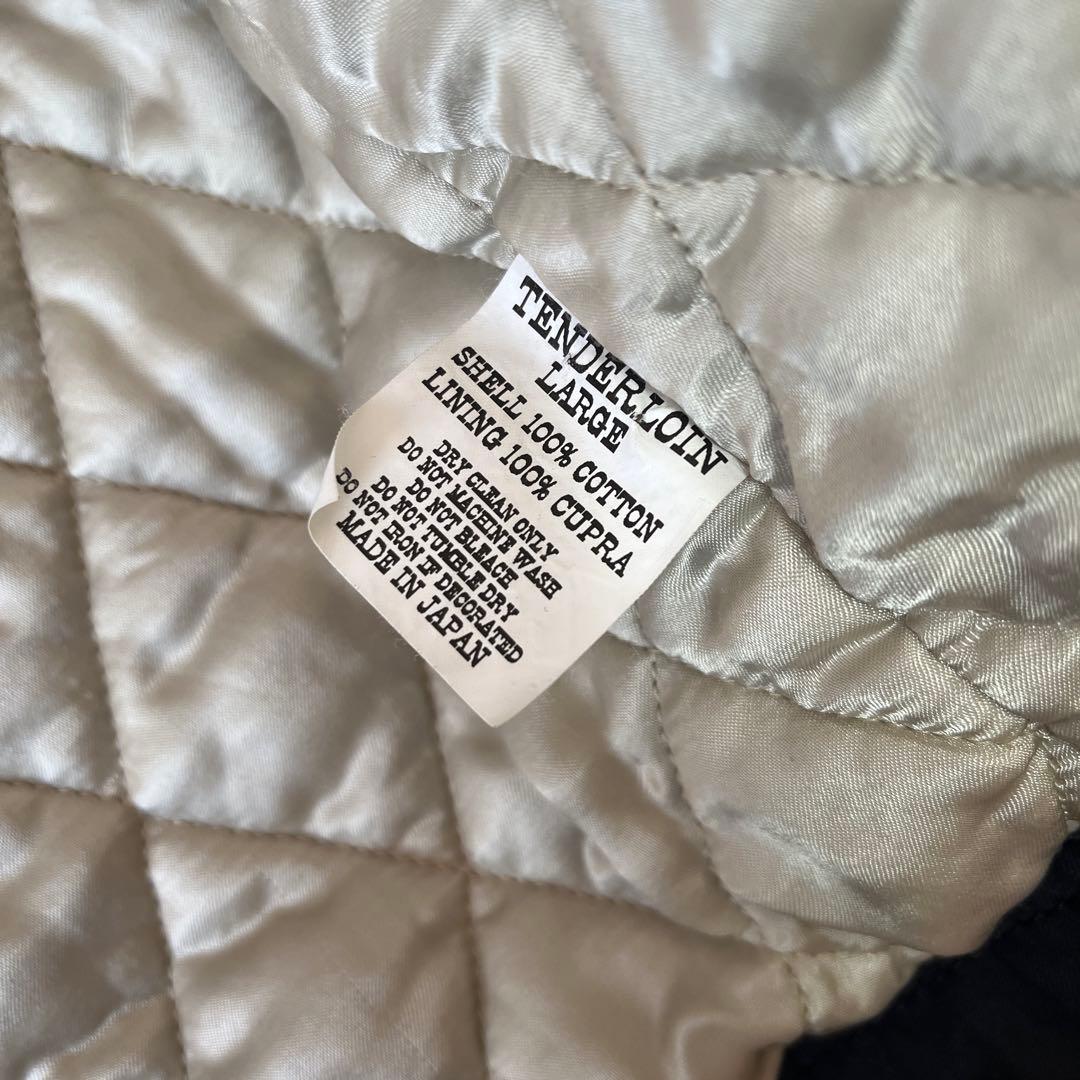 TENDERLOIN
LARGE
SHELL 100% COTTON
LINING 100% CUPRA
DRY CLEAN ONLY
DO NOT MACHINE WASH
DO NOT BLEACH
DO NOT TUMBLE DRY
DO NOT IRON IF DECORATED
MADE IN JAPAN